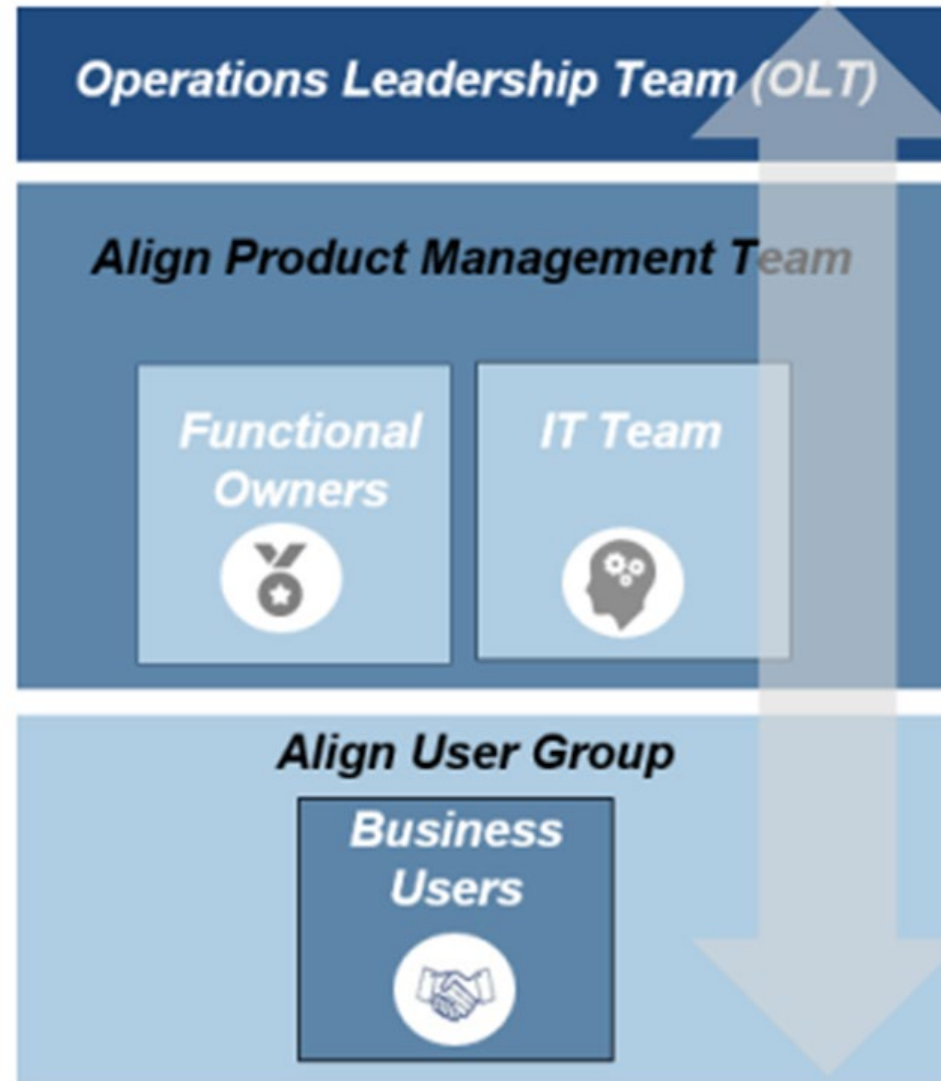 Operations Leadership Team (OLT)
Align Product Management Team
Functional
Owners
IT Team
Align User Group
Business
Users